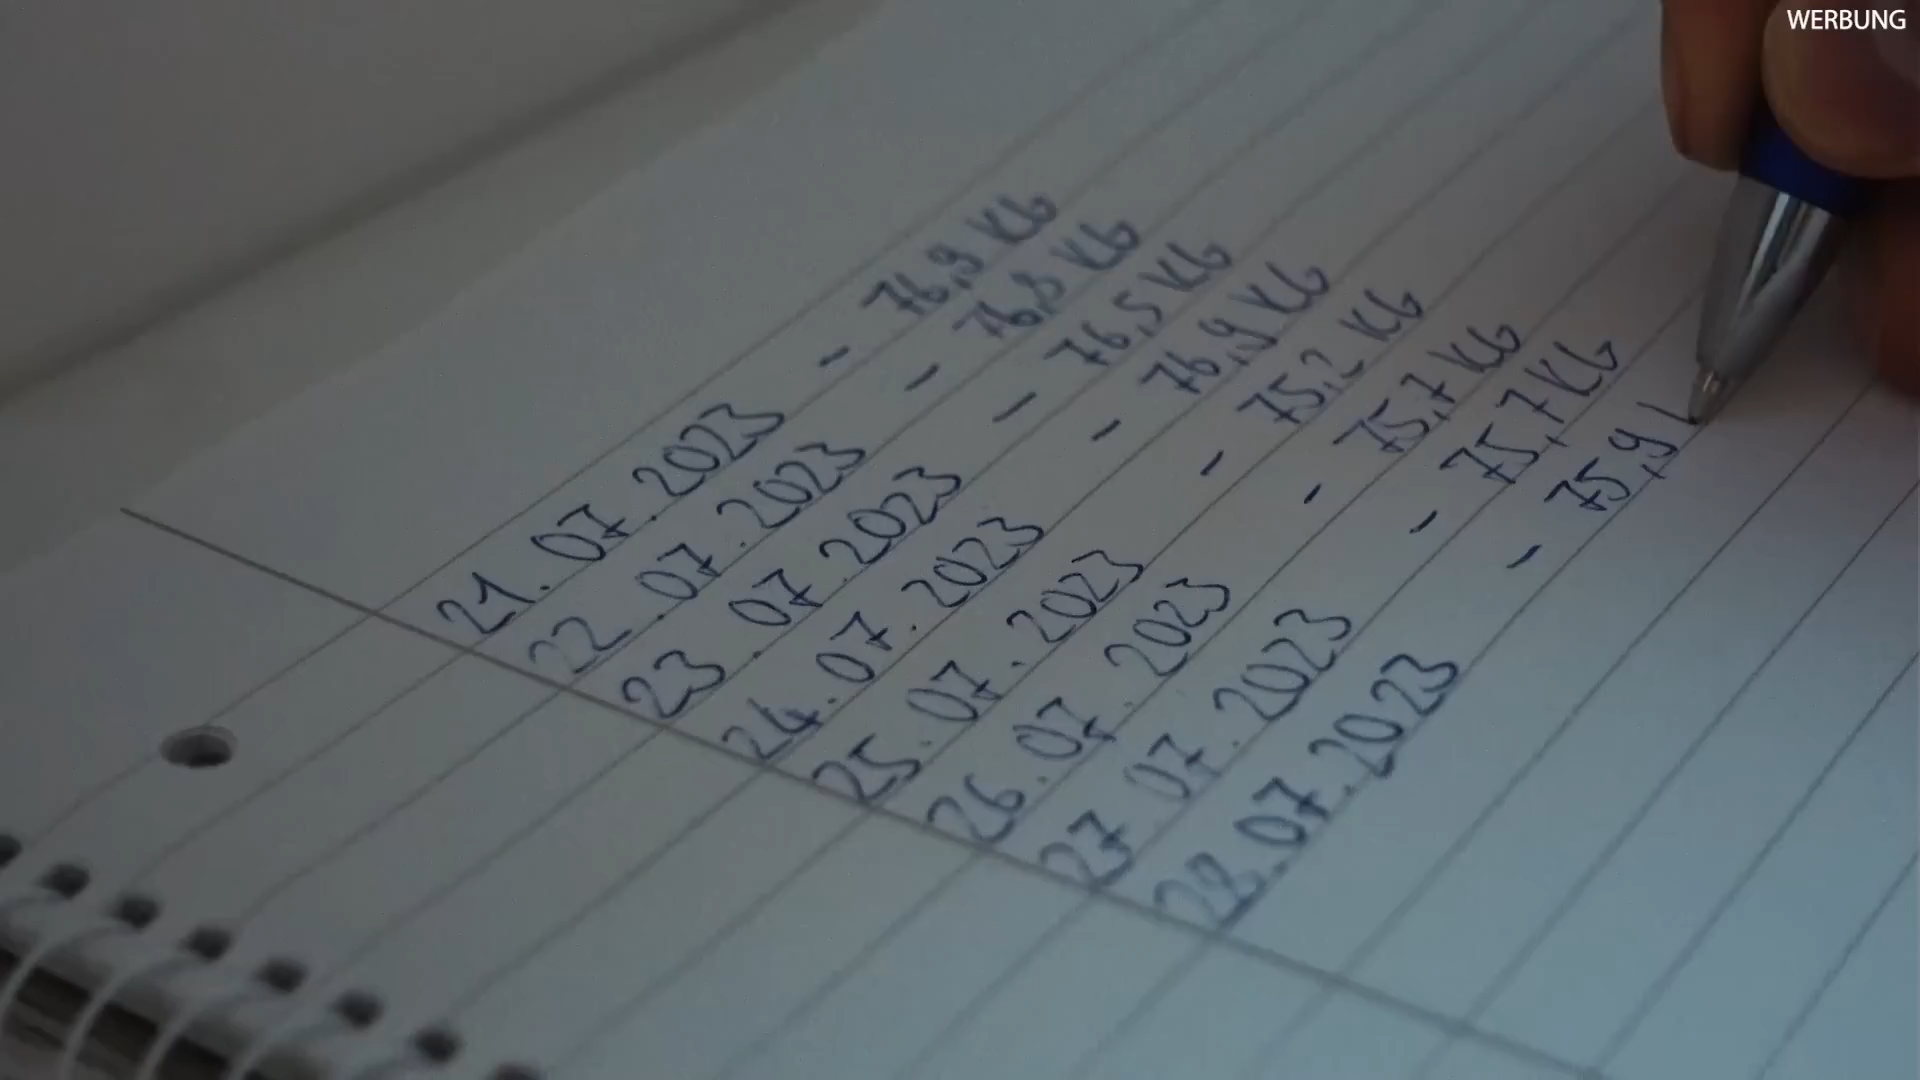 WERBUNG
21.07.2023 - 76,9 KG
22.07.2023 - 76,8 KG
23.07.2023 - 76,5 KG
24.07.2023 - 76,9 KG
25.07.2023 - 75,2 KG
26.07.2023 - 75,7 KG
27.07.2023 - 75,7 KG
28.07.2023 - 75,9